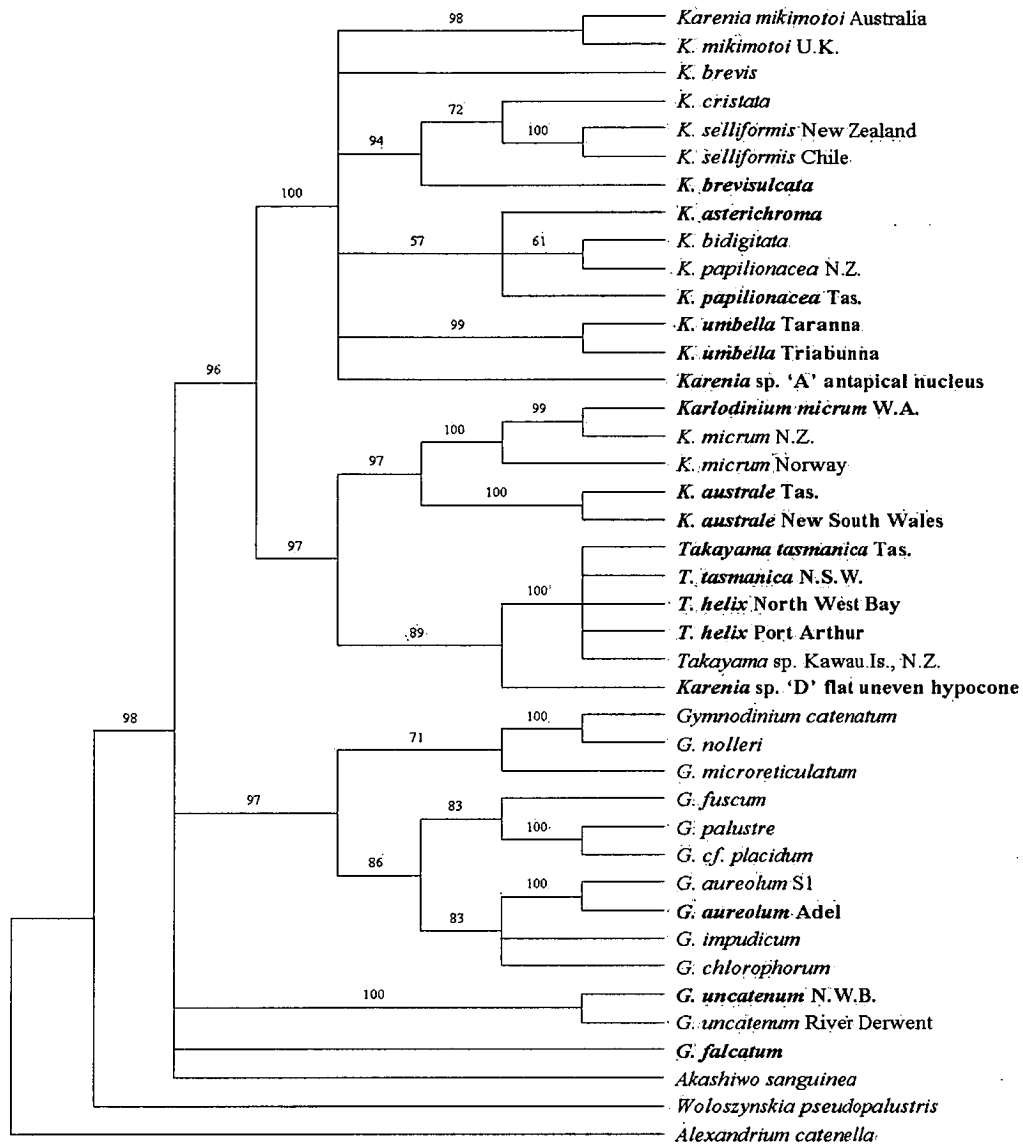 98
Karenia mikimotoi Australia
K. mikimotoi U.K.
K. brevis
72
K. cristata
100
K. selliformis New Zealand
94
K. selliformis Chile
K. brevisulcata
100
K. asterichroma
57
61
K. bidigitata
K. papilionacea N.Z.
K. papilionacea Tas.
99
K. umbella Taranna
K. umbella Triabunna
96
Karenia sp. 'A' antapical nucleus
99
Karlodinium micrum W.A.
100
K. micrum N.Z.
97
K. micrum Norway
100
K. australe Tas.
K. australe New South Wales
97
Takayama tasmanica Tas.
T. tasmanica N.S.W.
100
T. helix North West Bay
89
T. helix Port Arthur
Takayama sp. Kawau Is., N.Z.
Karenia sp. 'D' flat uneven hypocone
98
100
Gymnodinium catenatum
71
G. nolleri
G. microreticulatum
97
83
G. fuscum
100
G. palustre
86
G. cf. placidum
100
G. aureolum S1
83
G. aureolum Adel
G. impudicum
G. chlorophorum
100
G. uncatenum N.W.B.
G. uncatenum River Derwent
G. falcatum
Akashiwo sanguinea
Woloszynskia pseudopalustris
Alexandrium catenella